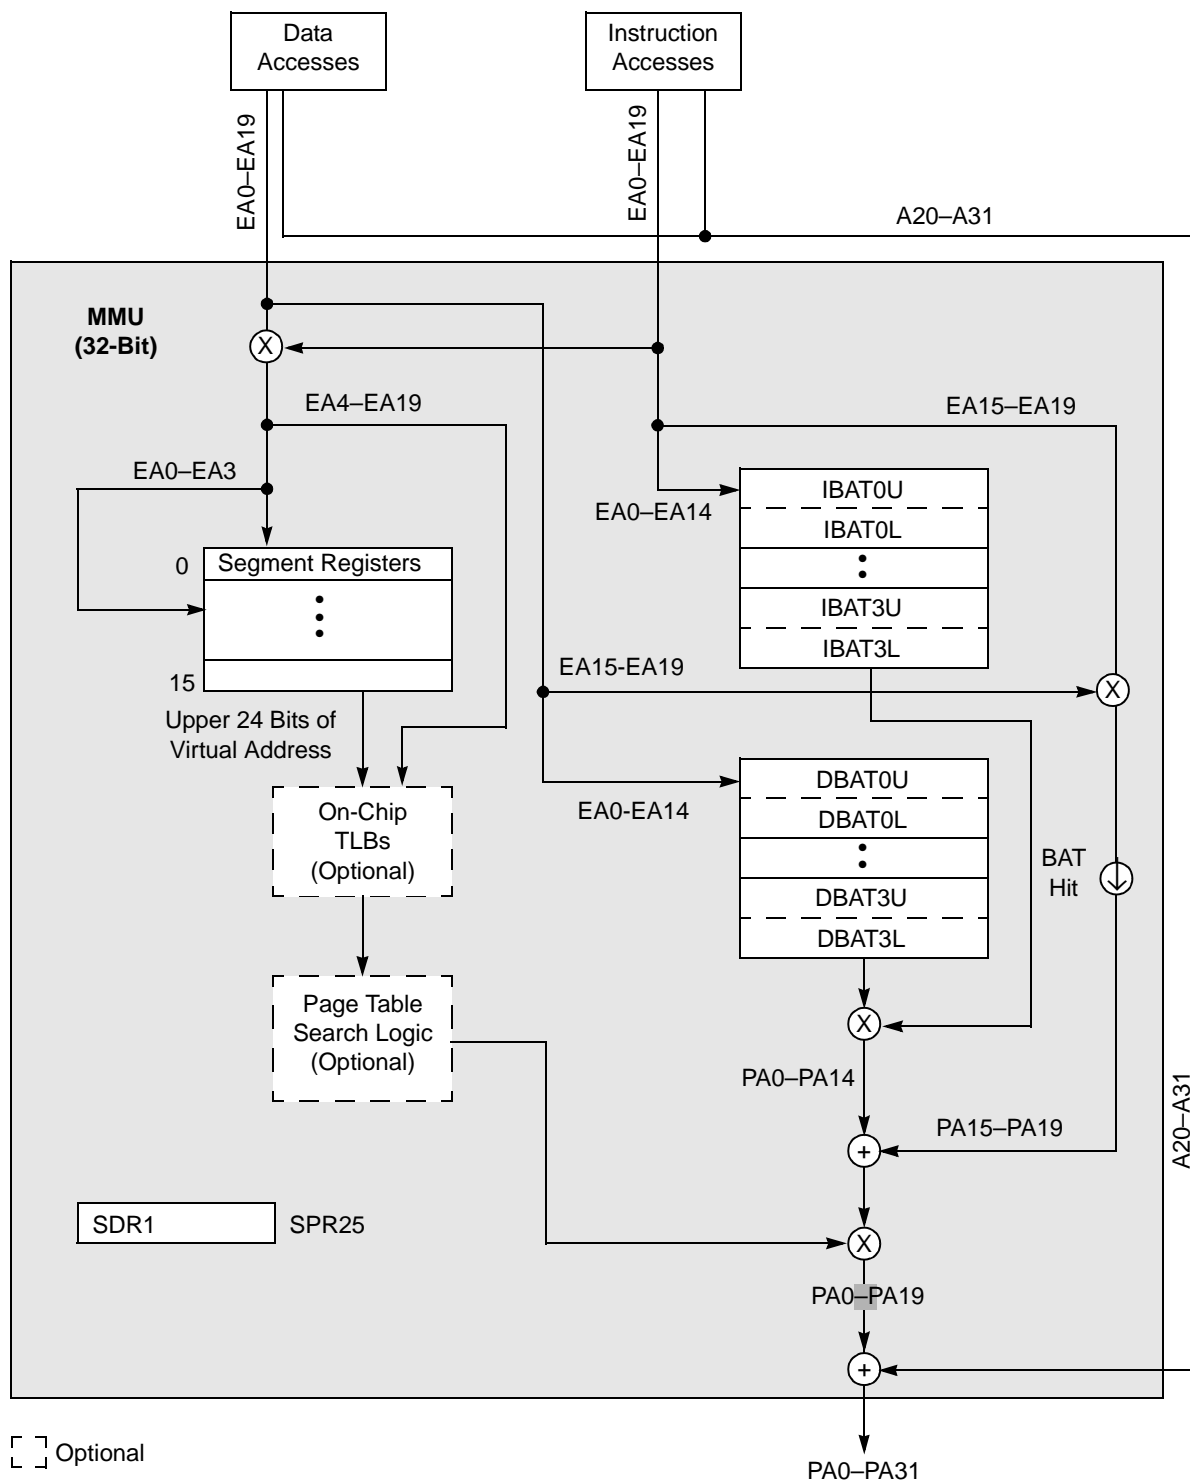 Data
Accesses
Instruction
Accesses
EA0–EA19
EA0–EA19
A20–A31
MMU
(32-Bit)
X
EA4–EA19
EA15–EA19
EA0–EA3
EA0–EA14
IBAT0U
IBAT0L
IBAT3U
IBAT3L
0
Segment Registers
15
EA15-EA19
X
Upper 24 Bits of
Virtual Address
EA0-EA14
DBAT0U
DBAT0L
DBAT3U
DBAT3L
On-Chip
TLBs
(Optional)
BAT
Hit
Page Table
Search Logic
(Optional)
X
PA0–PA14
PA15–PA19
A20–A31
+
SDR1
SPR25
X
PA0–PA19
+
Optional
PA0–PA31